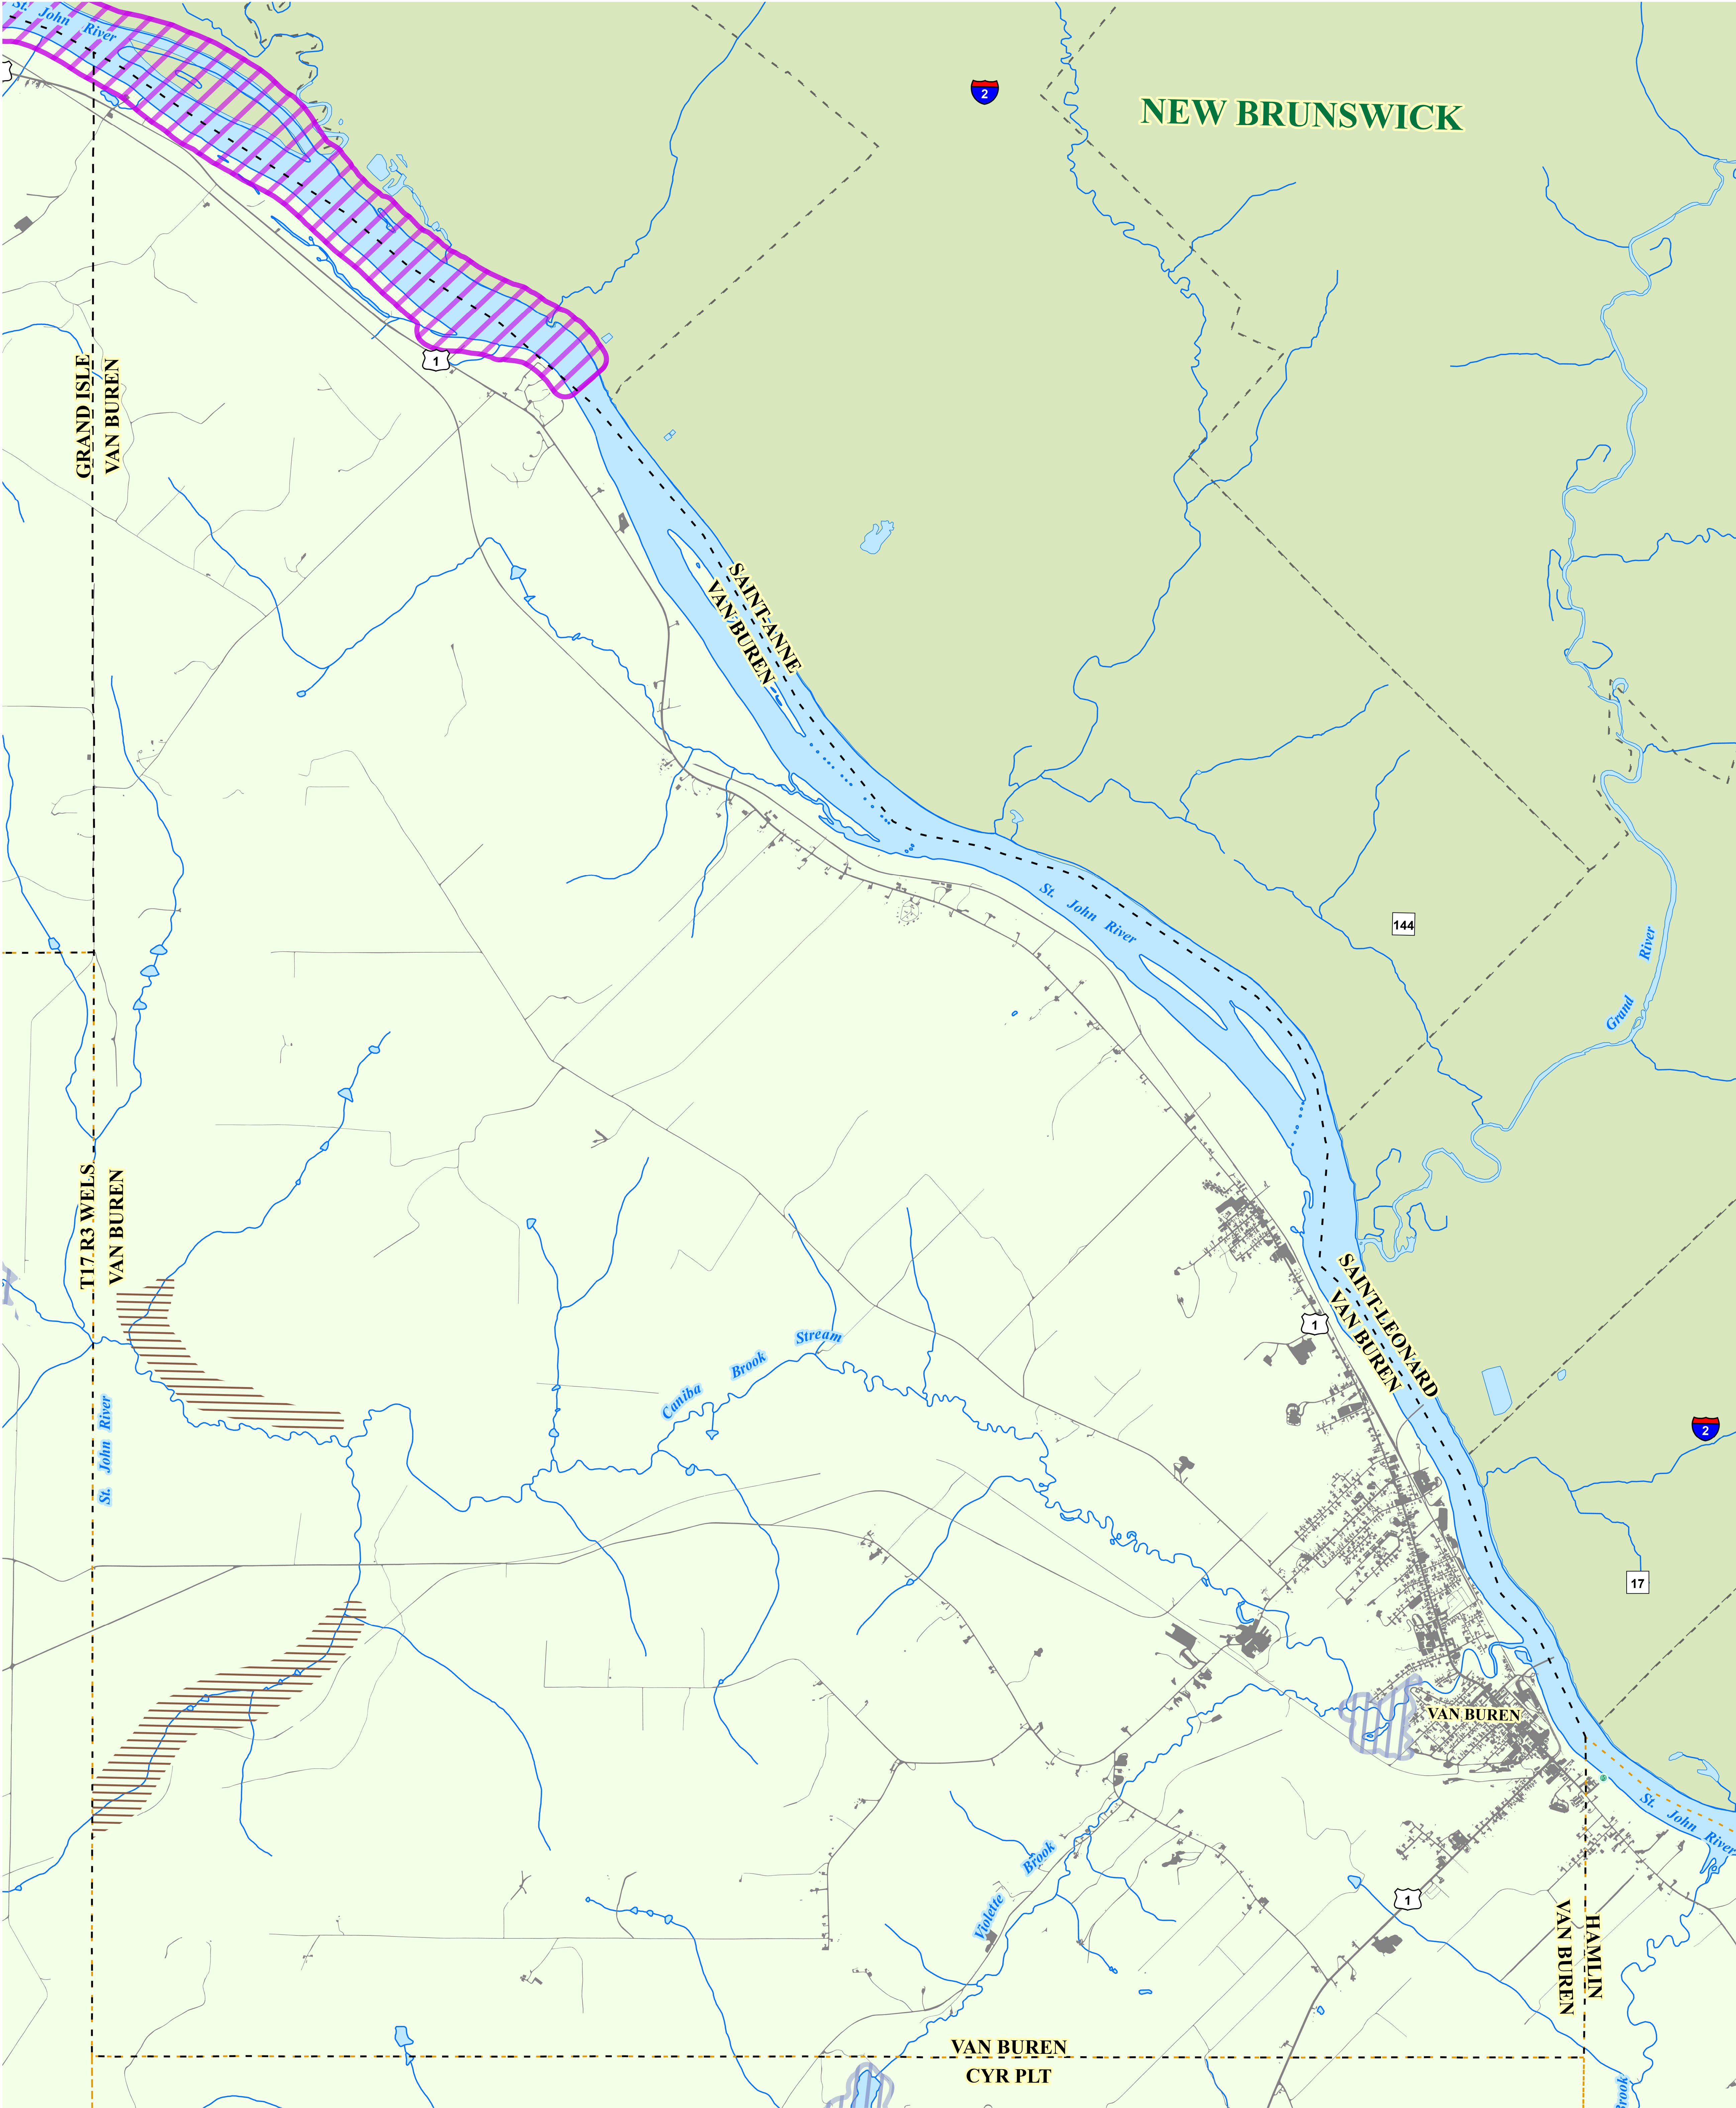 St. John River
2
NEW BRUNSWICK
1
GRAND ISLE
VAN BUREN
SAINT-ANNE
VAN BUREN
St. John River
144
Grand River
T17 R3 WELS
VAN BUREN
SAINT-LEONARD
VAN BUREN
1
Caniba Brook Stream
St. John River
2
17
VAN BUREN
St. John River
Violette Brook
1
HAMLIN
VAN BUREN
VAN BUREN
CYR PLT
Brook